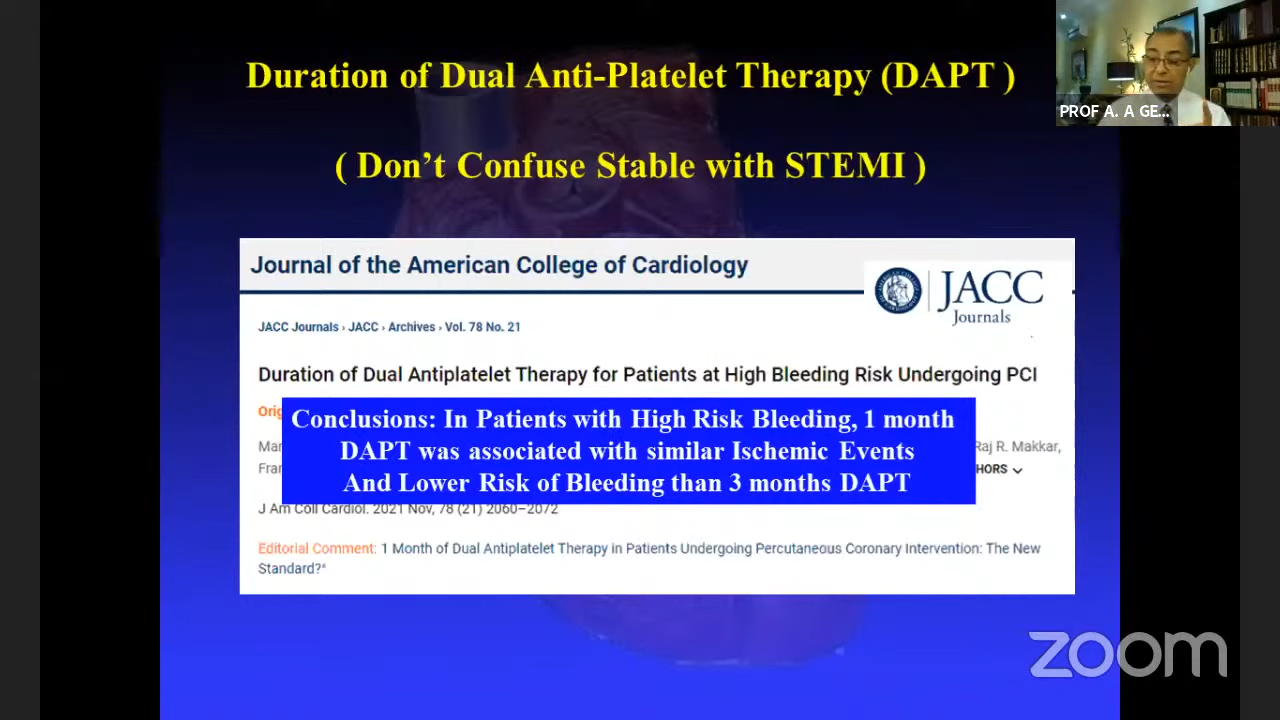 Duration of Dual Anti-Platelet Therapy (DAPT )
( Don't Confuse Stable with STEMI )
PROF A. A GE...
Journal of the American College of Cardiology
JACC
Journals
JACC Journals › JACC › Archives › Vol. 78 No. 21
Duration of Dual Antiplatelet Therapy for Patients at High Bleeding Risk Undergoing PCI
Conclusions: In Patients with High Risk Bleeding, 1 month
DAPT was associated with similar Ischemic Events
And Lower Risk of Bleeding than 3 months DAPT
Raj R. Makkar,
J Am Coll Cardiol. 2021 Nov, 78 (21) 2060–2072
Editorial Comment: 1 Month of Dual Antiplatelet Therapy in Patients Undergoing Percutaneous Coronary Intervention: The New
Standard?*
zoom